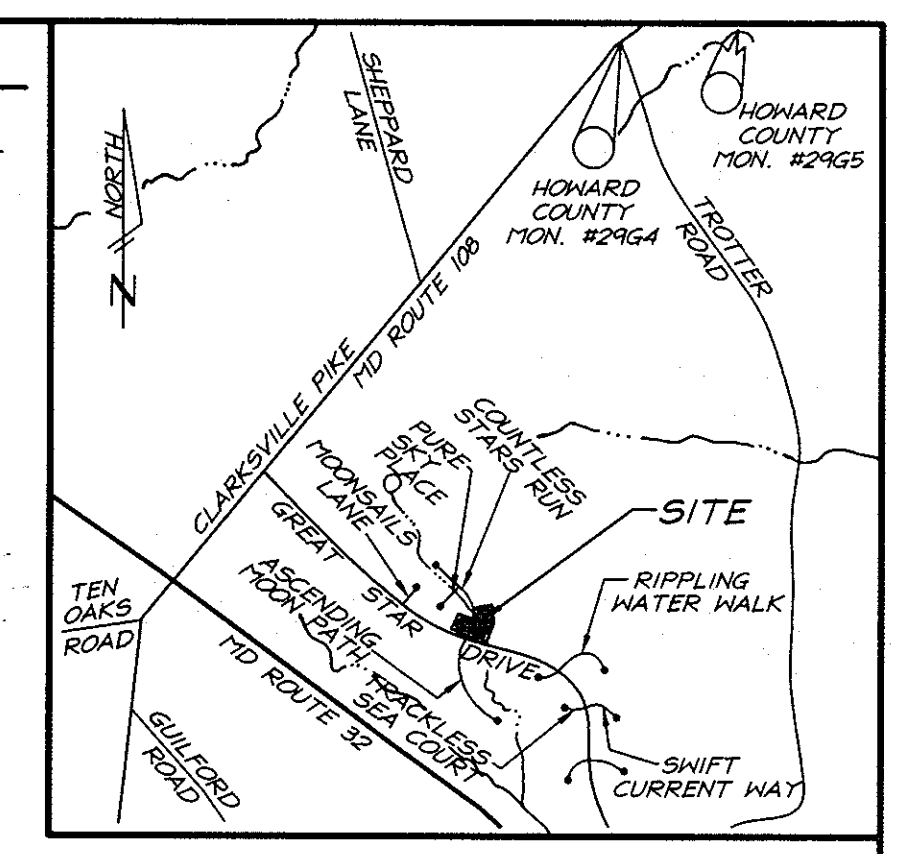 SHEPPARD
LANE
HOWARD
COUNTY
MON. #29G5
HOWARD
COUNTY
MON. #29G4
NORTH
N
TROTTER
ROAD
CLARKSVILLE PIKE
MD ROUTE 108
COUNTLESS
STARS RUN
PURE
SKY
PLACE
MOONSAILS
LANE
SITE
GREAT
STAR
DRIVE
ASCENDING
MOON PATH
RIPPLING
WATER WALK
TEN
OAKS
ROAD
MD ROUTE 32
TRACKLESS
SEA COURT
GUILFORD
ROAD
SWIFT
CURRENT WAY